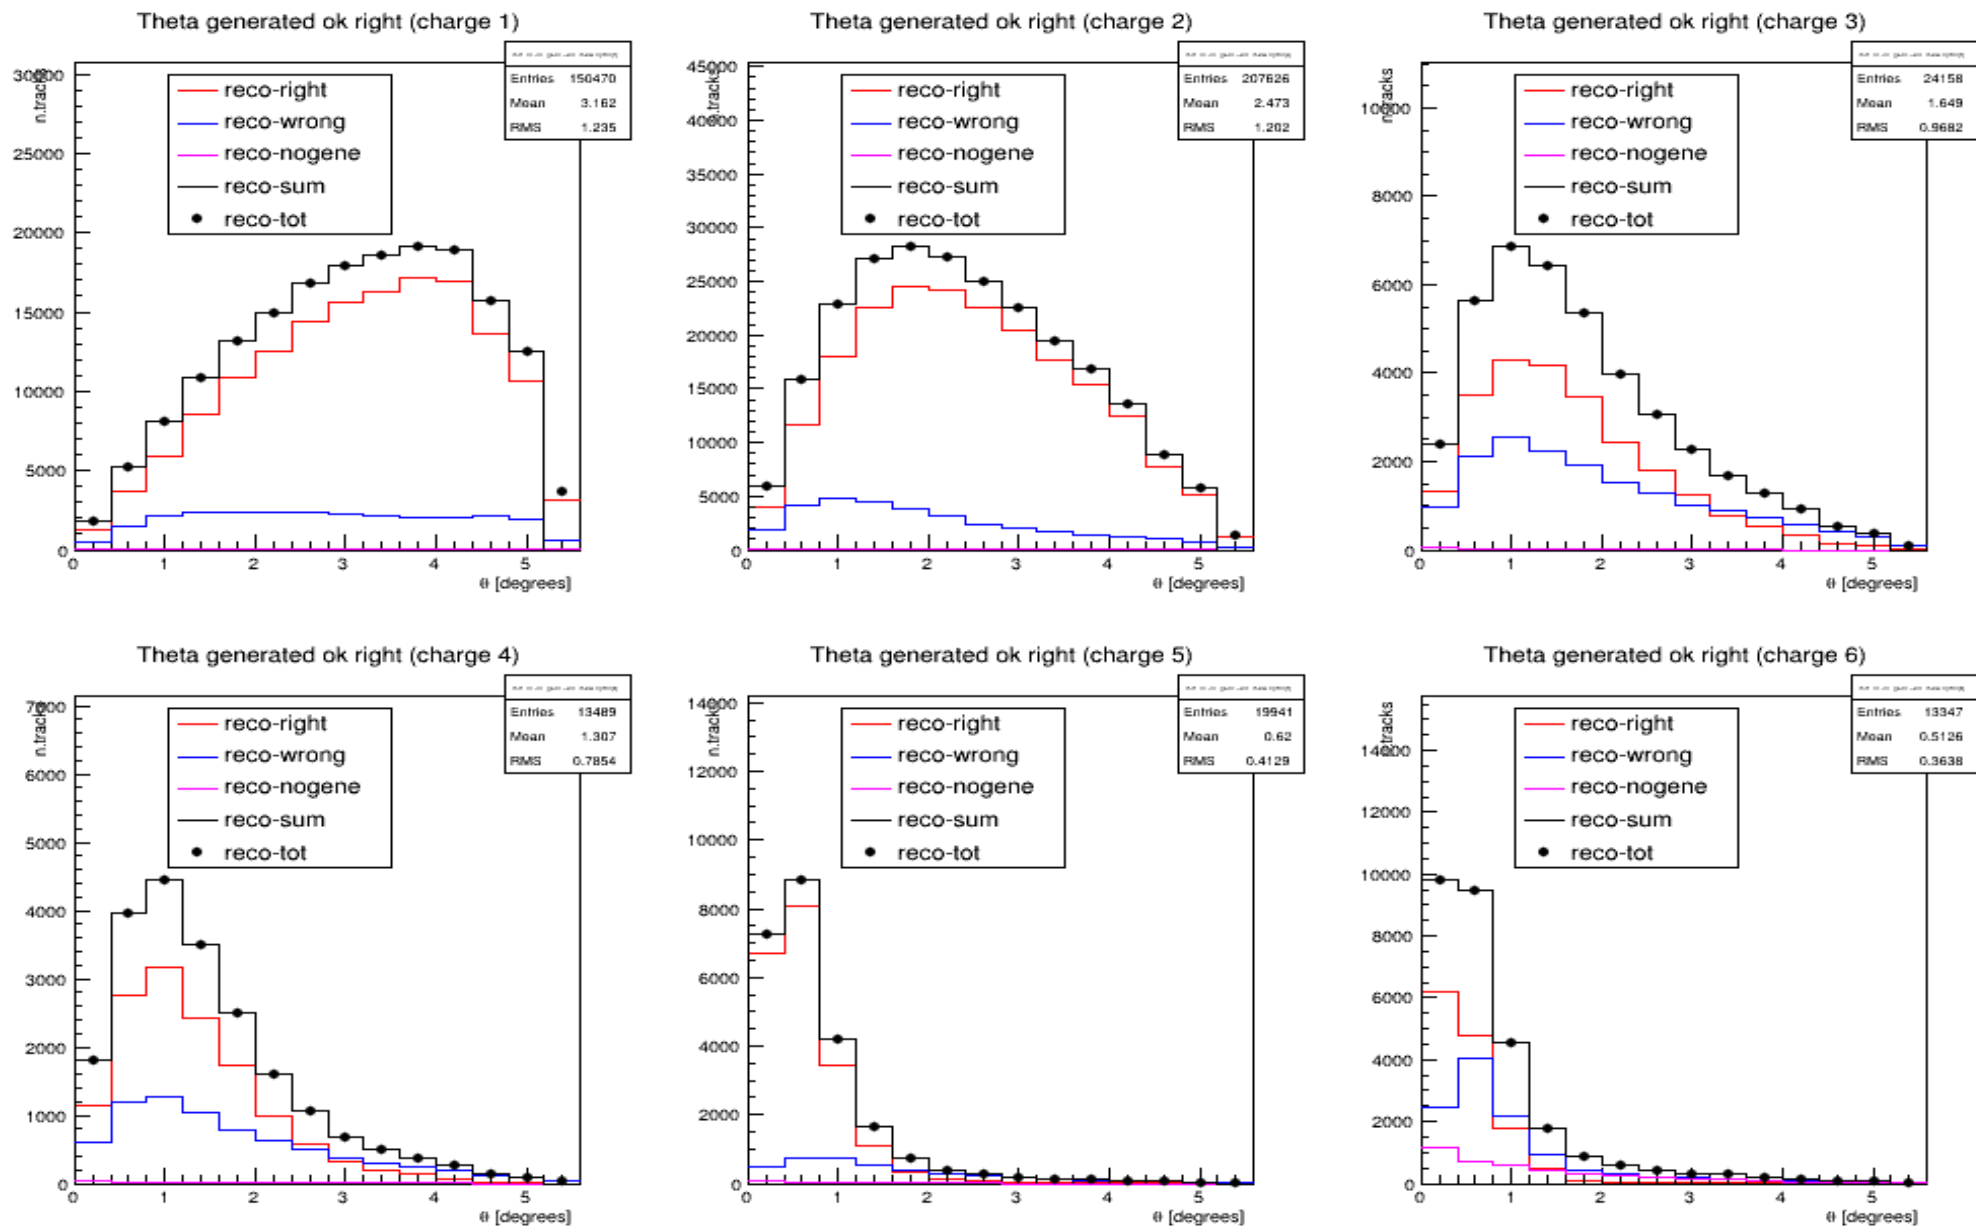 Theta generated ok right (charge 1)
Entries 150470
Mean 3.162
RMS 1.235
n.tracks
30000
25000
20000
15000
10000
5000
0
reco-right
reco-wrong
reco-nogene
reco-sum
reco-tot
0 1 2 3 4 5
θ [degrees]
Theta generated ok right (charge 2)
Entries 207626
Mean 2.473
RMS 1.202
n.tracks
45000
40000
35000
30000
25000
20000
15000
10000
5000
0
reco-right
reco-wrong
reco-nogene
reco-sum
reco-tot
0 1 2 3 4 5
θ [degrees]
Theta generated ok right (charge 3)
Entries 24158
Mean 1.649
RMS 0.9682
n.tracks
10000
8000
6000
4000
2000
0
reco-right
reco-wrong
reco-nogene
reco-sum
reco-tot
0 1 2 3 4 5
θ [degrees]
Theta generated ok right (charge 4)
Entries 13489
Mean 1.307
RMS 0.7854
n.tracks
7000
6000
5000
4000
3000
2000
1000
0
reco-right
reco-wrong
reco-nogene
reco-sum
reco-tot
0 1 2 3 4 5
θ [degrees]
Theta generated ok right (charge 5)
Entries 19941
Mean 0.62
RMS 0.4129
n.tracks
14000
12000
10000
8000
6000
4000
2000
0
reco-right
reco-wrong
reco-nogene
reco-sum
reco-tot
0 1 2 3 4 5
θ [degrees]
Theta generated ok right (charge 6)
Entries 13347
Mean 0.5126
RMS 0.3638
n.tracks
14000
12000
10000
8000
6000
4000
2000
0
reco-right
reco-wrong
reco-nogene
reco-sum
reco-tot
0 1 2 3 4 5
θ [degrees]